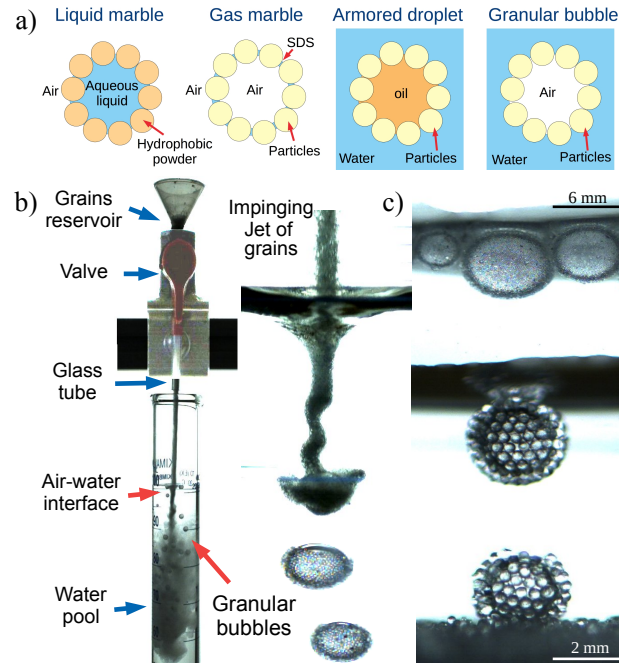 a)
Liquid marble
Gas marble
Armored droplet
Granular bubble
SDS
Air
Aqueous
liquid
Air
Air
oil
Air
Hydrophobic
powder
Particles
Water
Particles
Water
Particles
b)
Grains
reservoir
Valve
Glass
tube
Air-water
interface
Water
pool
Granular
bubbles
Impinging
Jet of
grains
c)
6 mm
2 mm